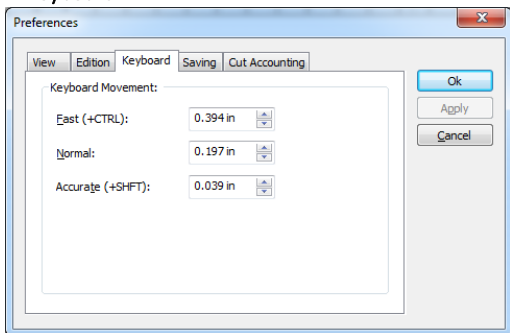 Preferences
View Edition Keyboard Saving Cut Accounting
Ok
Keyboard Movement:
Apply
Fast (+CTRL): 0.394 in
Cancel
Normal: 0.197 in
Accurate (+SHFT): 0.039 in